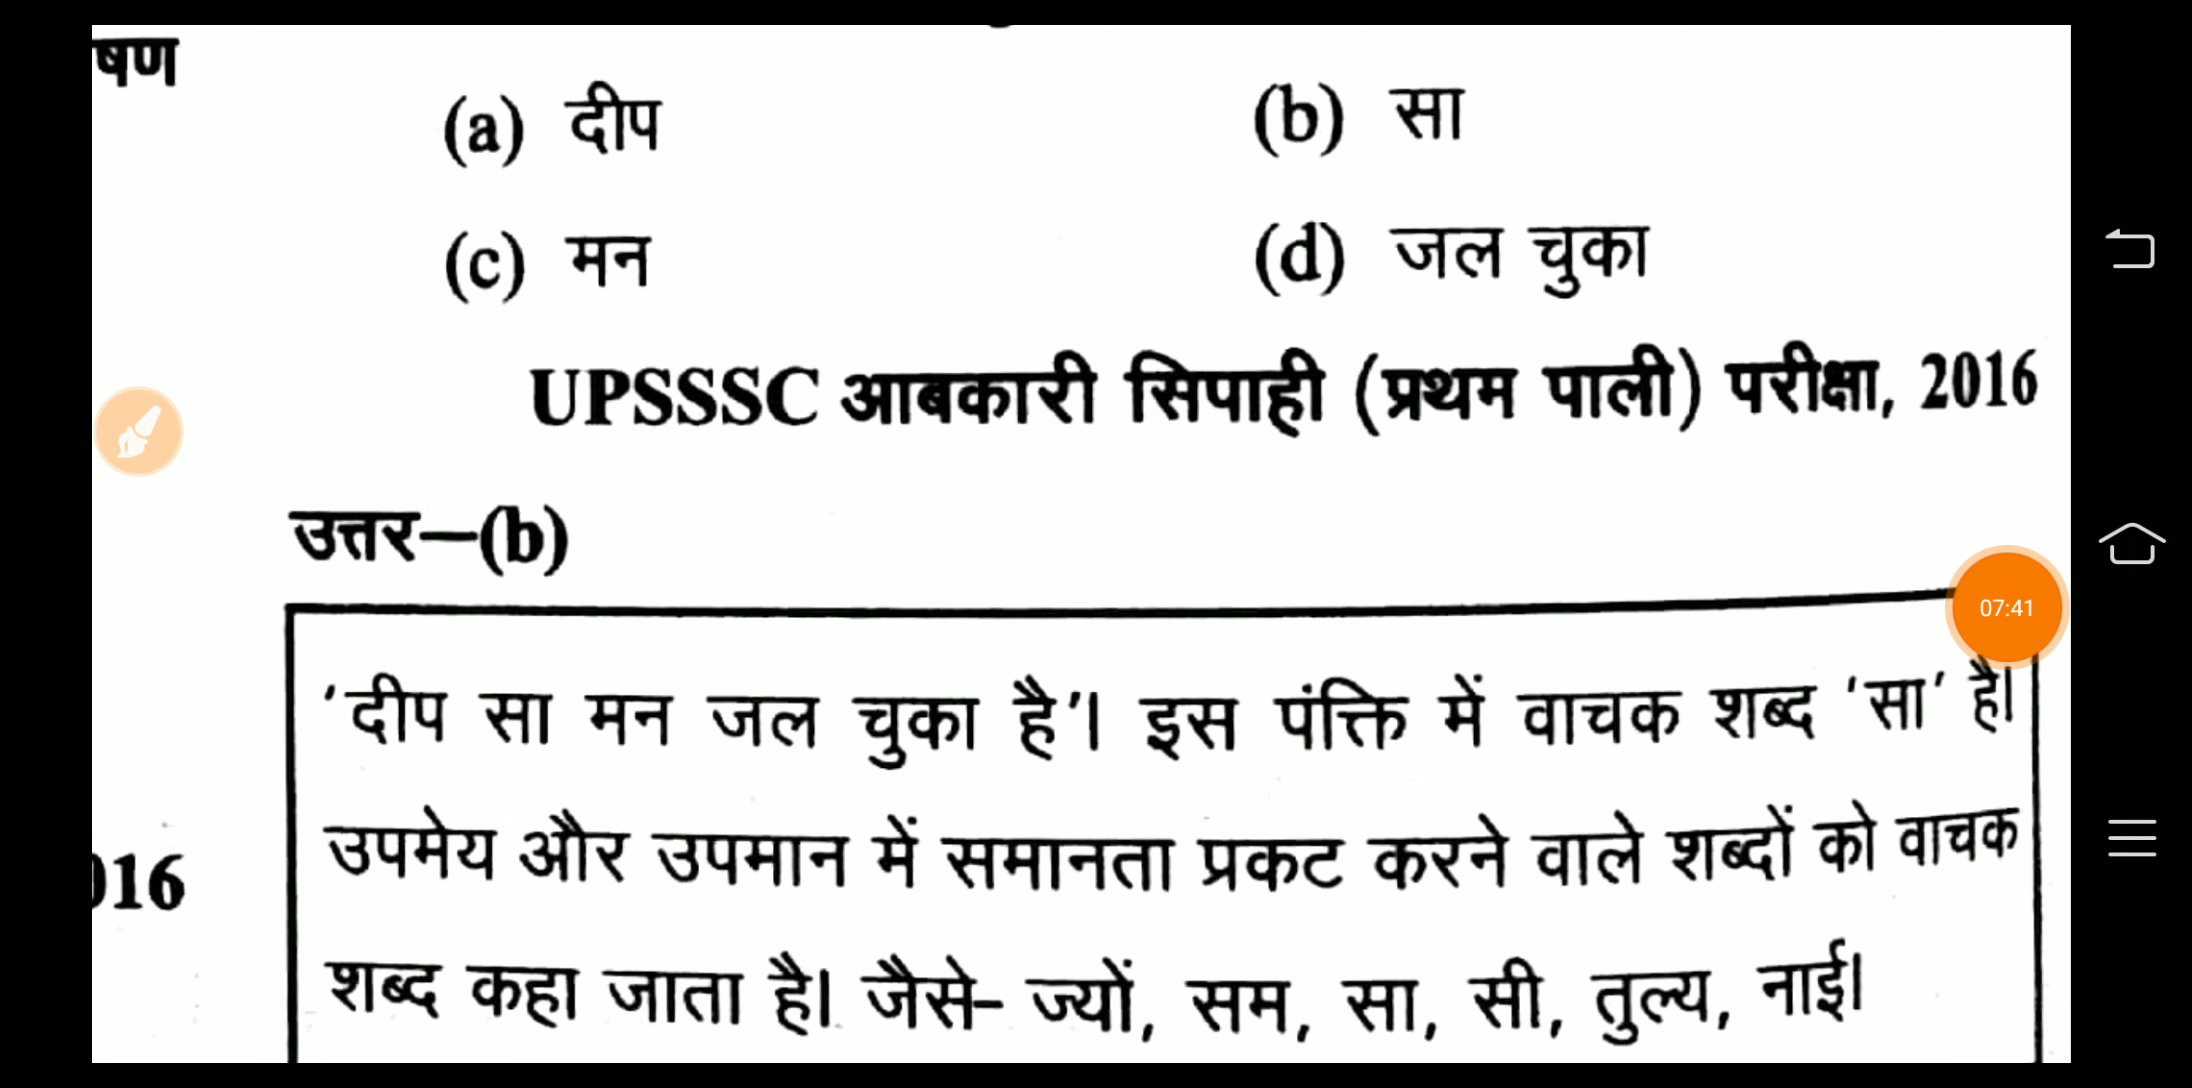 षण
(a) दीप (b) सा
(c) मन (d) जल चुका
UPSSSC आबकारी सिपाही (प्रथम पाली) परीक्षा, 2016
उत्तर—(b)
07:41
‘दीप सा मन जल चुका है’। इस पंक्ति में वाचक शब्द ‘सा’ है।
उपमेय और उपमान में समानता प्रकट करने वाले शब्दों को वाचक
016
शब्द कहा जाता है। जैसे- ज्यों, सम, सा, सी, तुल्य, नाई।